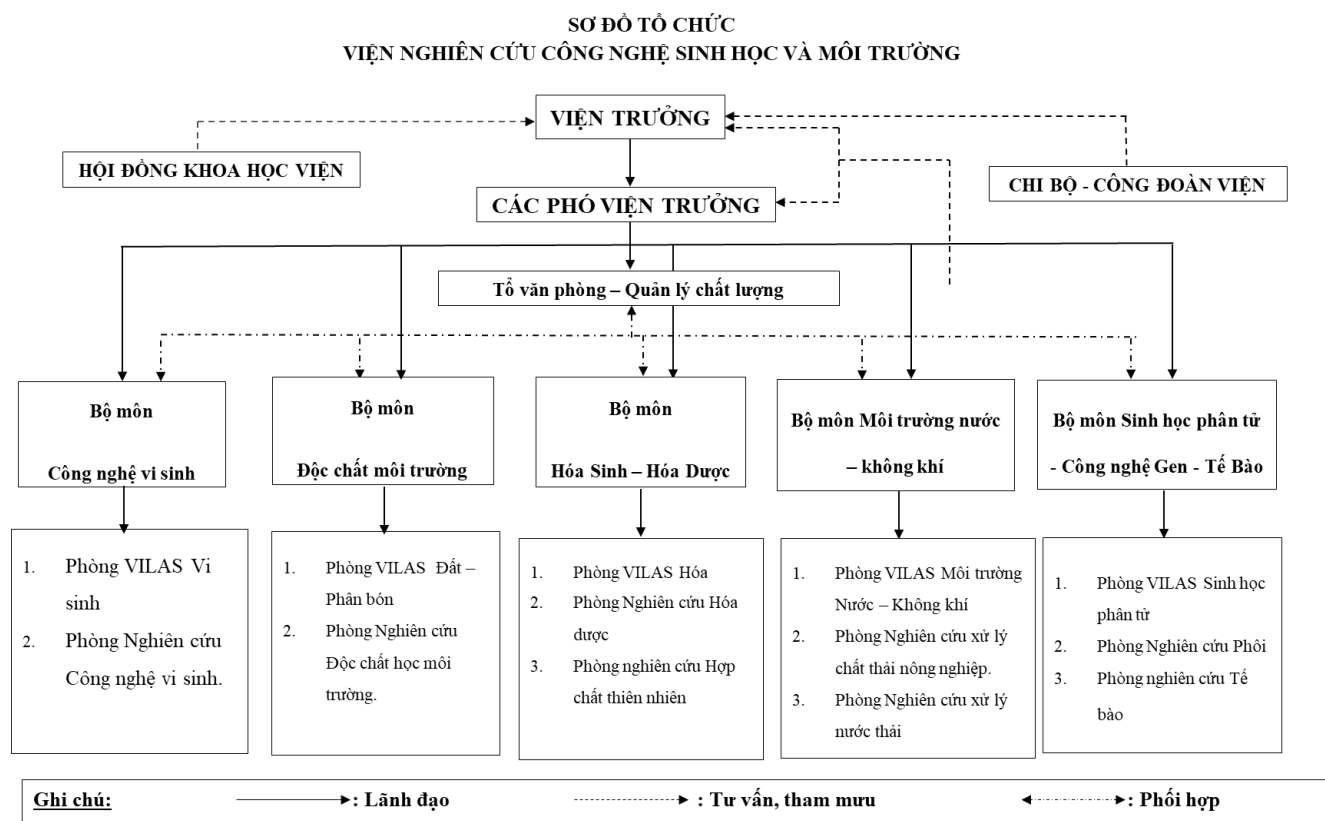 SƠ ĐỒ TỔ CHỨC
VIỆN NGHIÊN CỨU CÔNG NGHỆ SINH HỌC VÀ MÔI TRƯỜNG
VIỆN TRƯỞNG
HỘI ĐỒNG KHOA HỌC VIỆN
CHI BỘ - CÔNG ĐOÀN VIỆN
CÁC PHÓ VIỆN TRƯỞNG
Tổ văn phòng – Quản lý chất lượng
Bộ môn
Công nghệ vi sinh
Bộ môn
Độc chất môi trường
Bộ môn
Hóa Sinh – Hóa Dược
Bộ môn Môi trường nước
– không khí
Bộ môn Sinh học phân tử
- Công nghệ Gen - Tế Bào
1. Phòng VILAS Vi
sinh
2. Phòng Nghiên cứu
Công nghệ vi sinh.
1. Phòng VILAS Đất –
Phân bón
2. Phòng Nghiên cứu
Độc chất học môi
trường.
1. Phòng VILAS Hóa
2. Phòng Nghiên cứu Hóa
dược
3. Phòng nghiên cứu Hợp
chất thiên nhiên
1. Phòng VILAS Môi trường
Nước – Không khí
2. Phòng Nghiên cứu xử lý
chất thải nông nghiệp.
3. Phòng Nghiên cứu xử lý
nước thải
1. Phòng VILAS Sinh học
phân tử
2. Phòng Nghiên cứu Phôi
3. Phòng nghiên cứu Tế
bào
Ghi chú: : Lãnh đạo : Tư vấn, tham mưu : Phối hợp